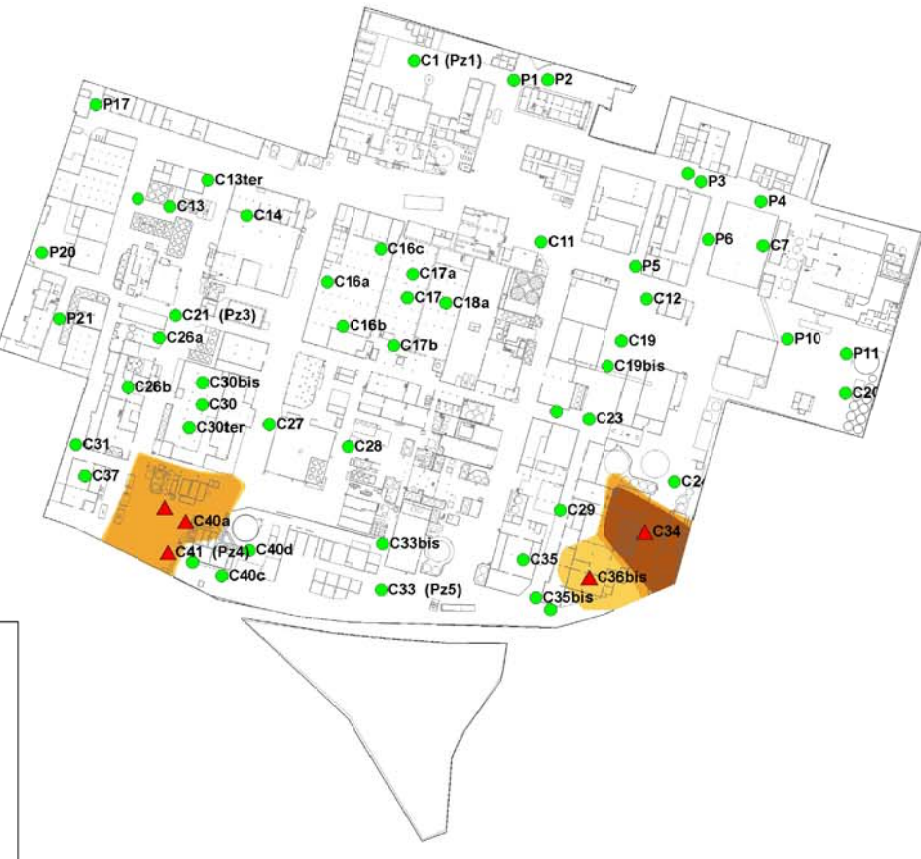 C1 (Pz1)
P1
P2
P17
C13ter
P3
C13
C14
P4
C11
P6
C7
C16c
P20
P5
C17a
C16a
C17
C18a
C12
C21 (Pz3)
P21
C16b
C26a
C19
P10
C17b
P11
C19bis
C30bis
C26b
C20
C30
C23
C27
C30ter
C31
C28
C37
C24
C29
C40a
C34
C33bis
C40d
C41 (Pz4)
C35
C40c
C36bis
C33 (Pz5)
C35bis